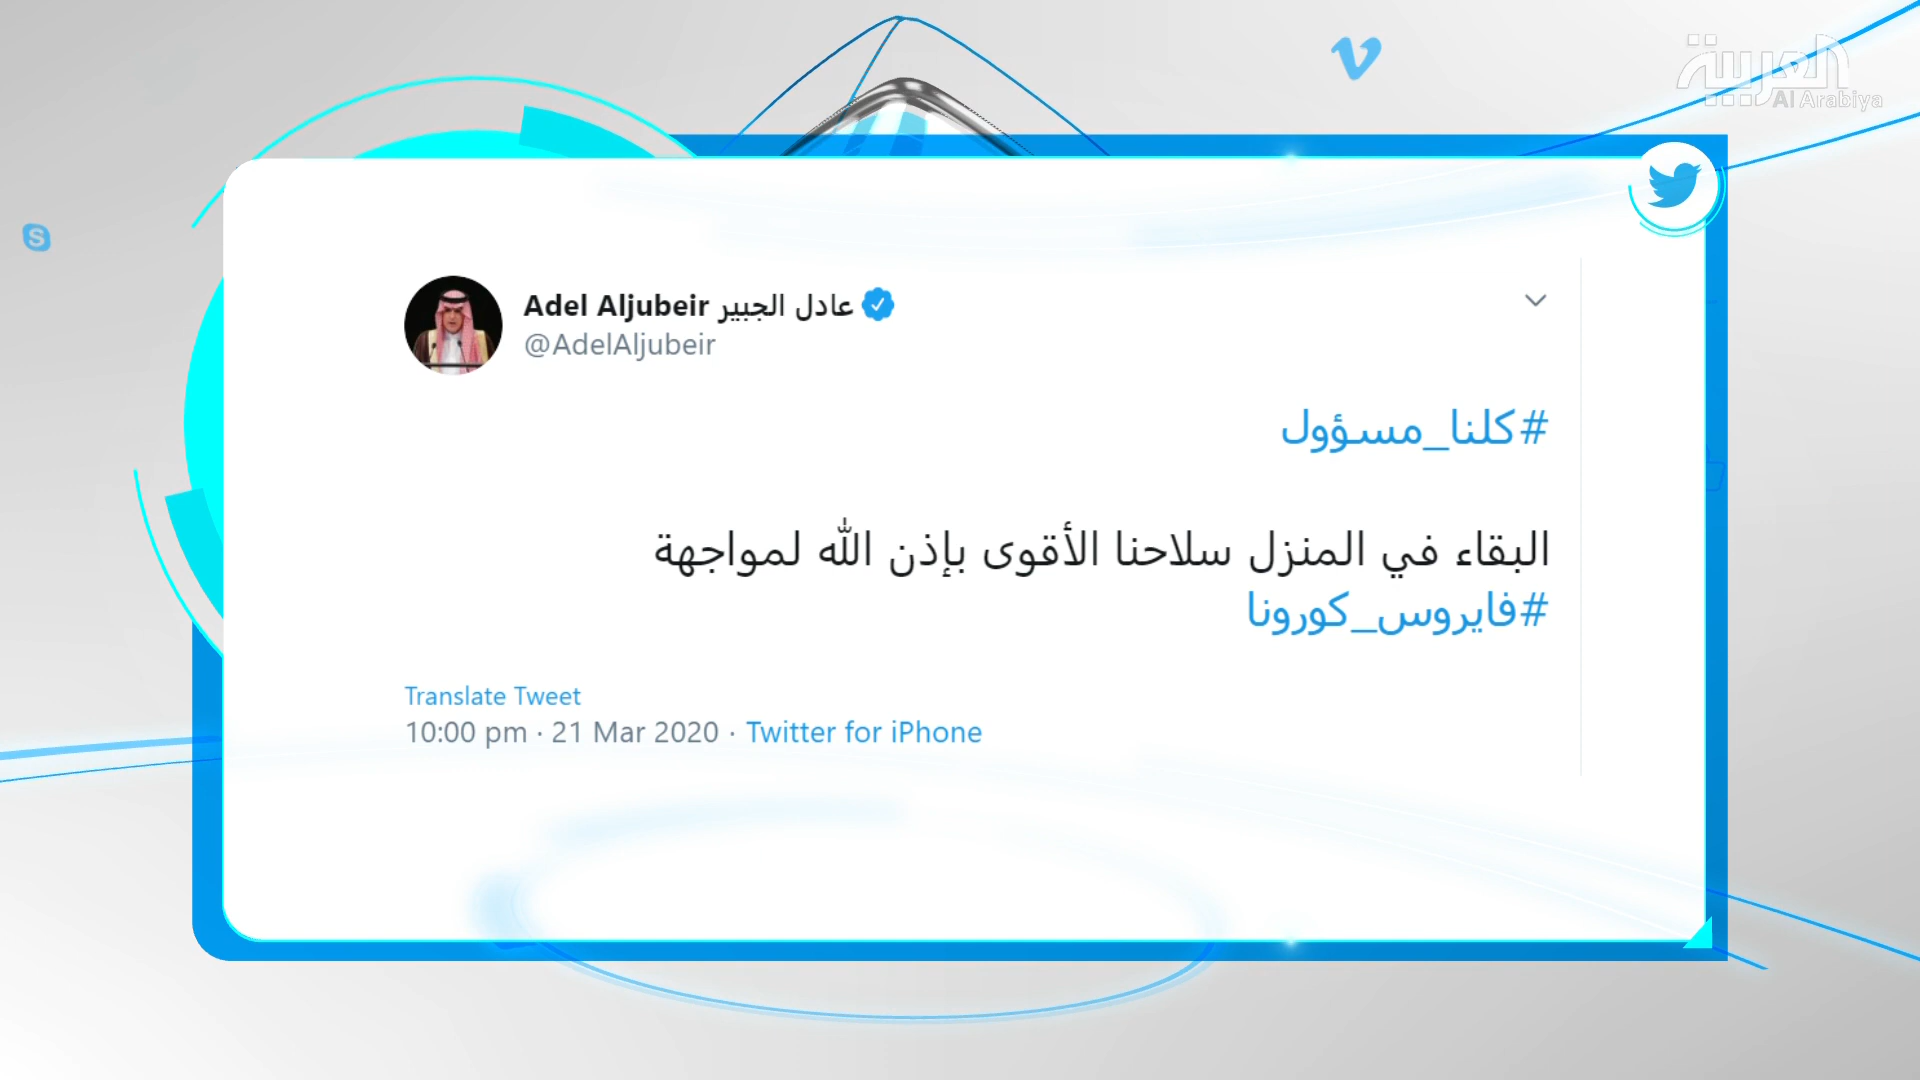 العربية
Al Arabiya
Adel Aljubeir عادل الجبير
@AdelAljubeir
#كلنا_مسؤول
البقاء في المنزل سلاحنا الأقوى بإذن الله لمواجهة
#فايروس_كورونا
Translate Tweet
10:00 pm · 21 Mar 2020 · Twitter for iPhone